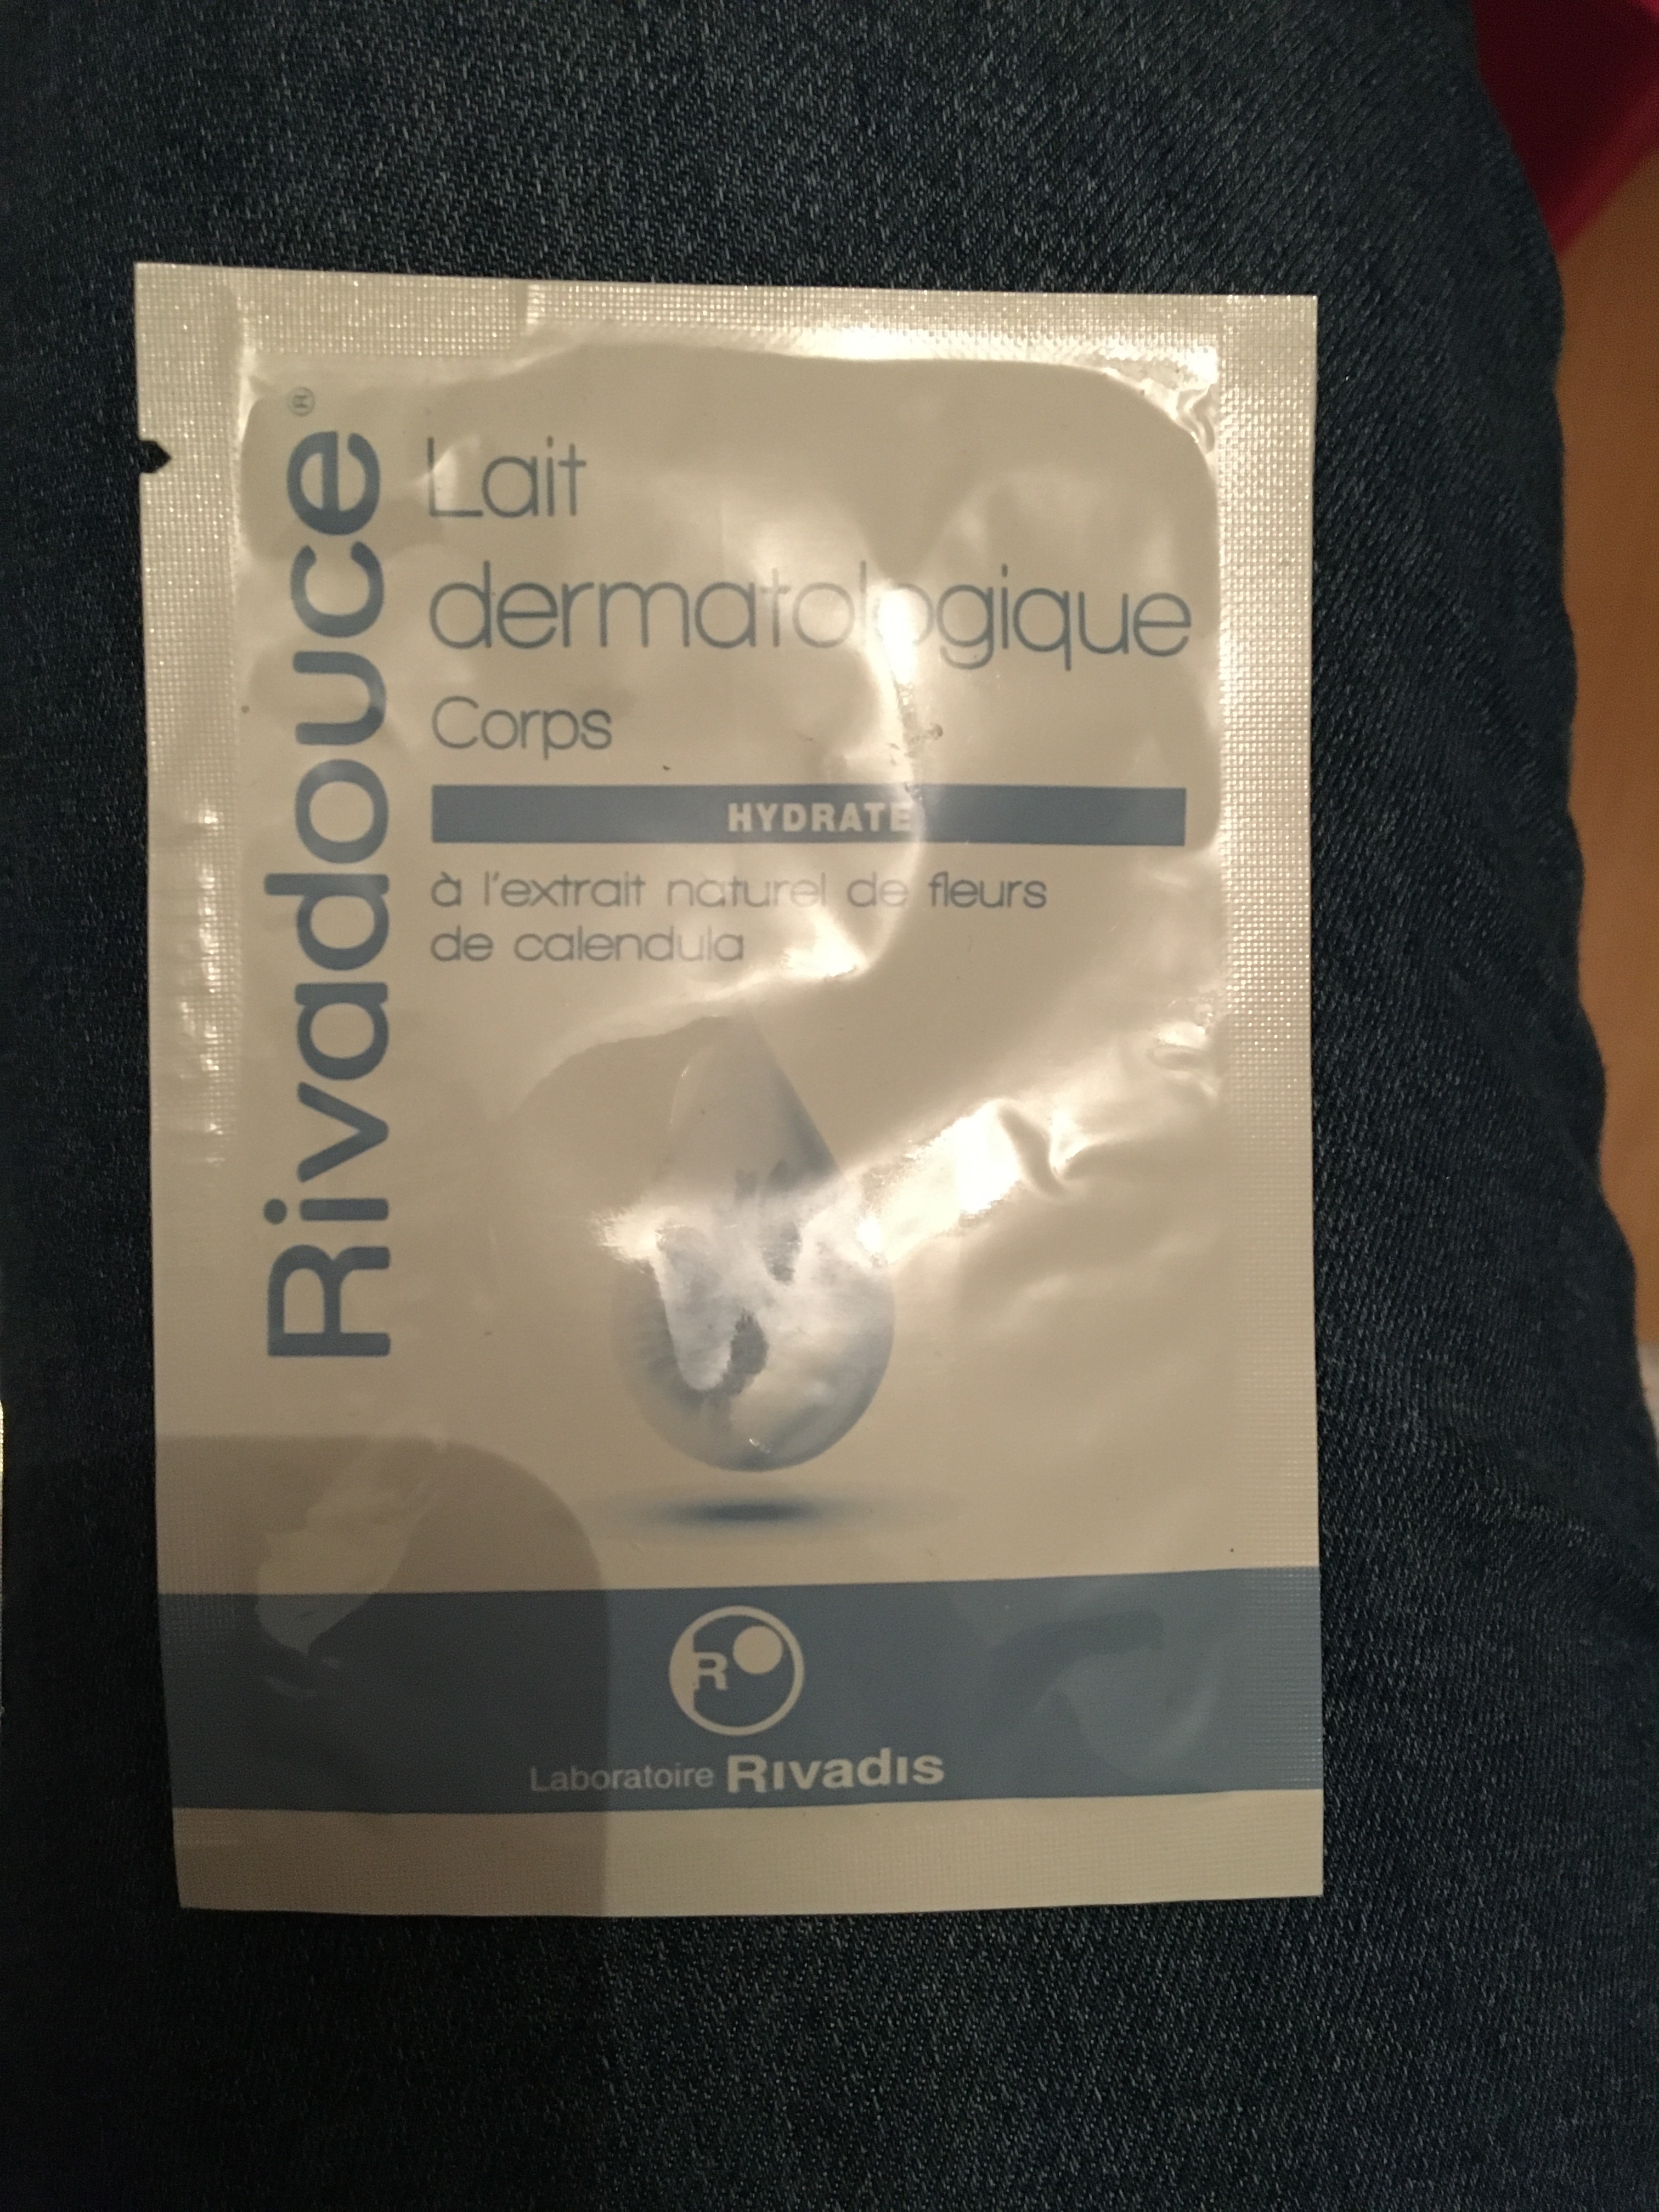 Rivadouce®
Lait
dermatologique
Corps
HYDRATE
à l'extrait naturel de fleurs
de calendula
R
Laboratoire Rivadis